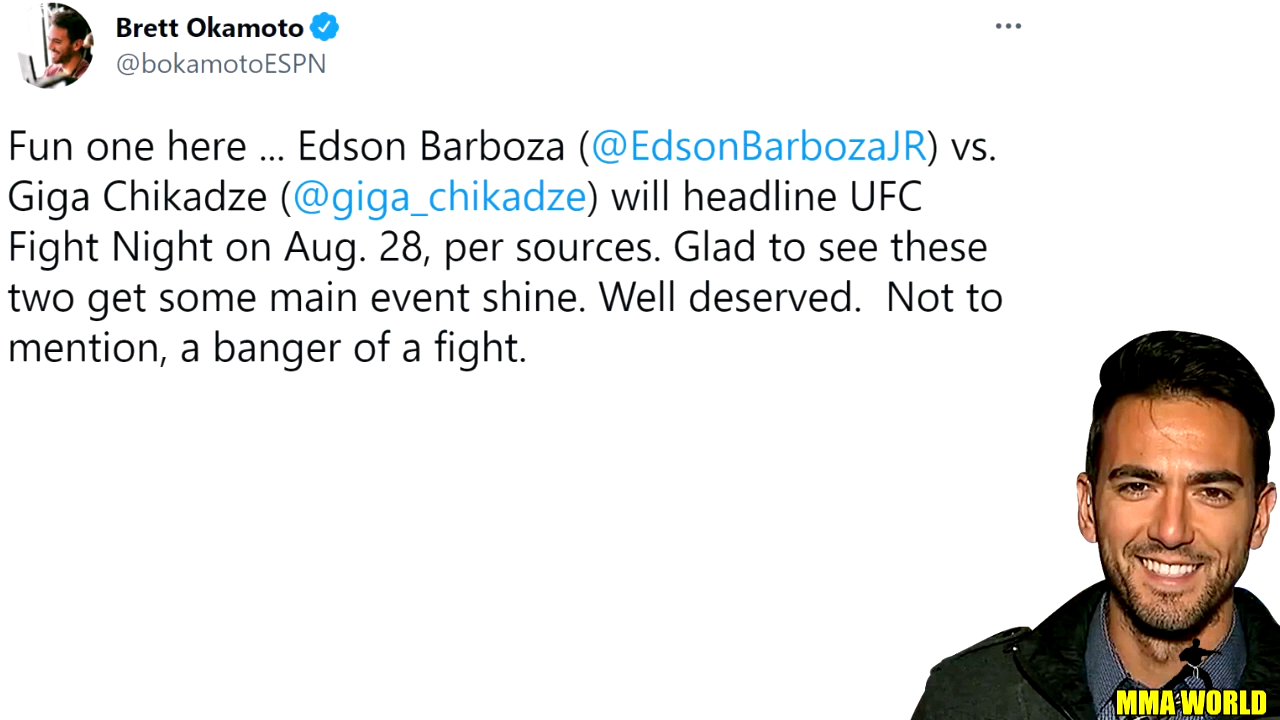 Brett Okamoto
@bokamotoESPN
Fun one here ... Edson Barboza (@EdsonBarbozaJR) vs.
Giga Chikadze (@giga_chikadze) will headline UFC
Fight Night on Aug. 28, per sources. Glad to see these
two get some main event shine. Well deserved.  Not to
mention, a banger of a fight.
MMA WORLD